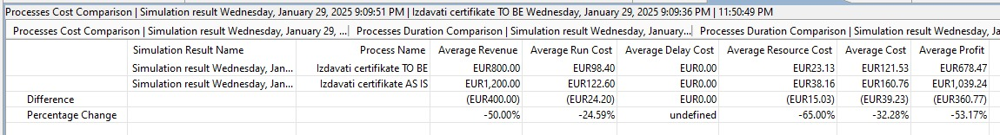 Processes Cost Comparison | Simulation result Wednesday, January 29, 2025 9:09:51 PM | Izdavati certifikate TO BE Wednesday, January 29, 2025 9:09:36 PM | 11:50:49 PM
Processes Cost Comparison | Simulation result Wednesday, January 29, ... Processes Duration Comparison | Simulation result Wednesday, January... Processes Duration Comparison | Simulation result Wednesday, Ja
Simulation Result Name Process Name Average Revenue Average Run Cost Average Delay Cost Average Resource Cost Average Cost Average Profit
Simulation result Wednesday, Jan... Izdavati certifikate TO BE EUR800.00 EUR98.40 EUR0.00 EUR23.13 EUR121.53 EUR678.47
Simulation result Wednesday, Jan... Izdavati certifikate AS IS EUR1,200.00 EUR122.60 EUR0.00 EUR38.16 EUR160.76 EUR1,039.24
Difference (EUR400.00) (EUR24.20) EUR0.00 (EUR15.03) (EUR39.23) (EUR360.77)
Percentage Change -50.00% -24.59% undefined -65.00% -32.28% -53.17%